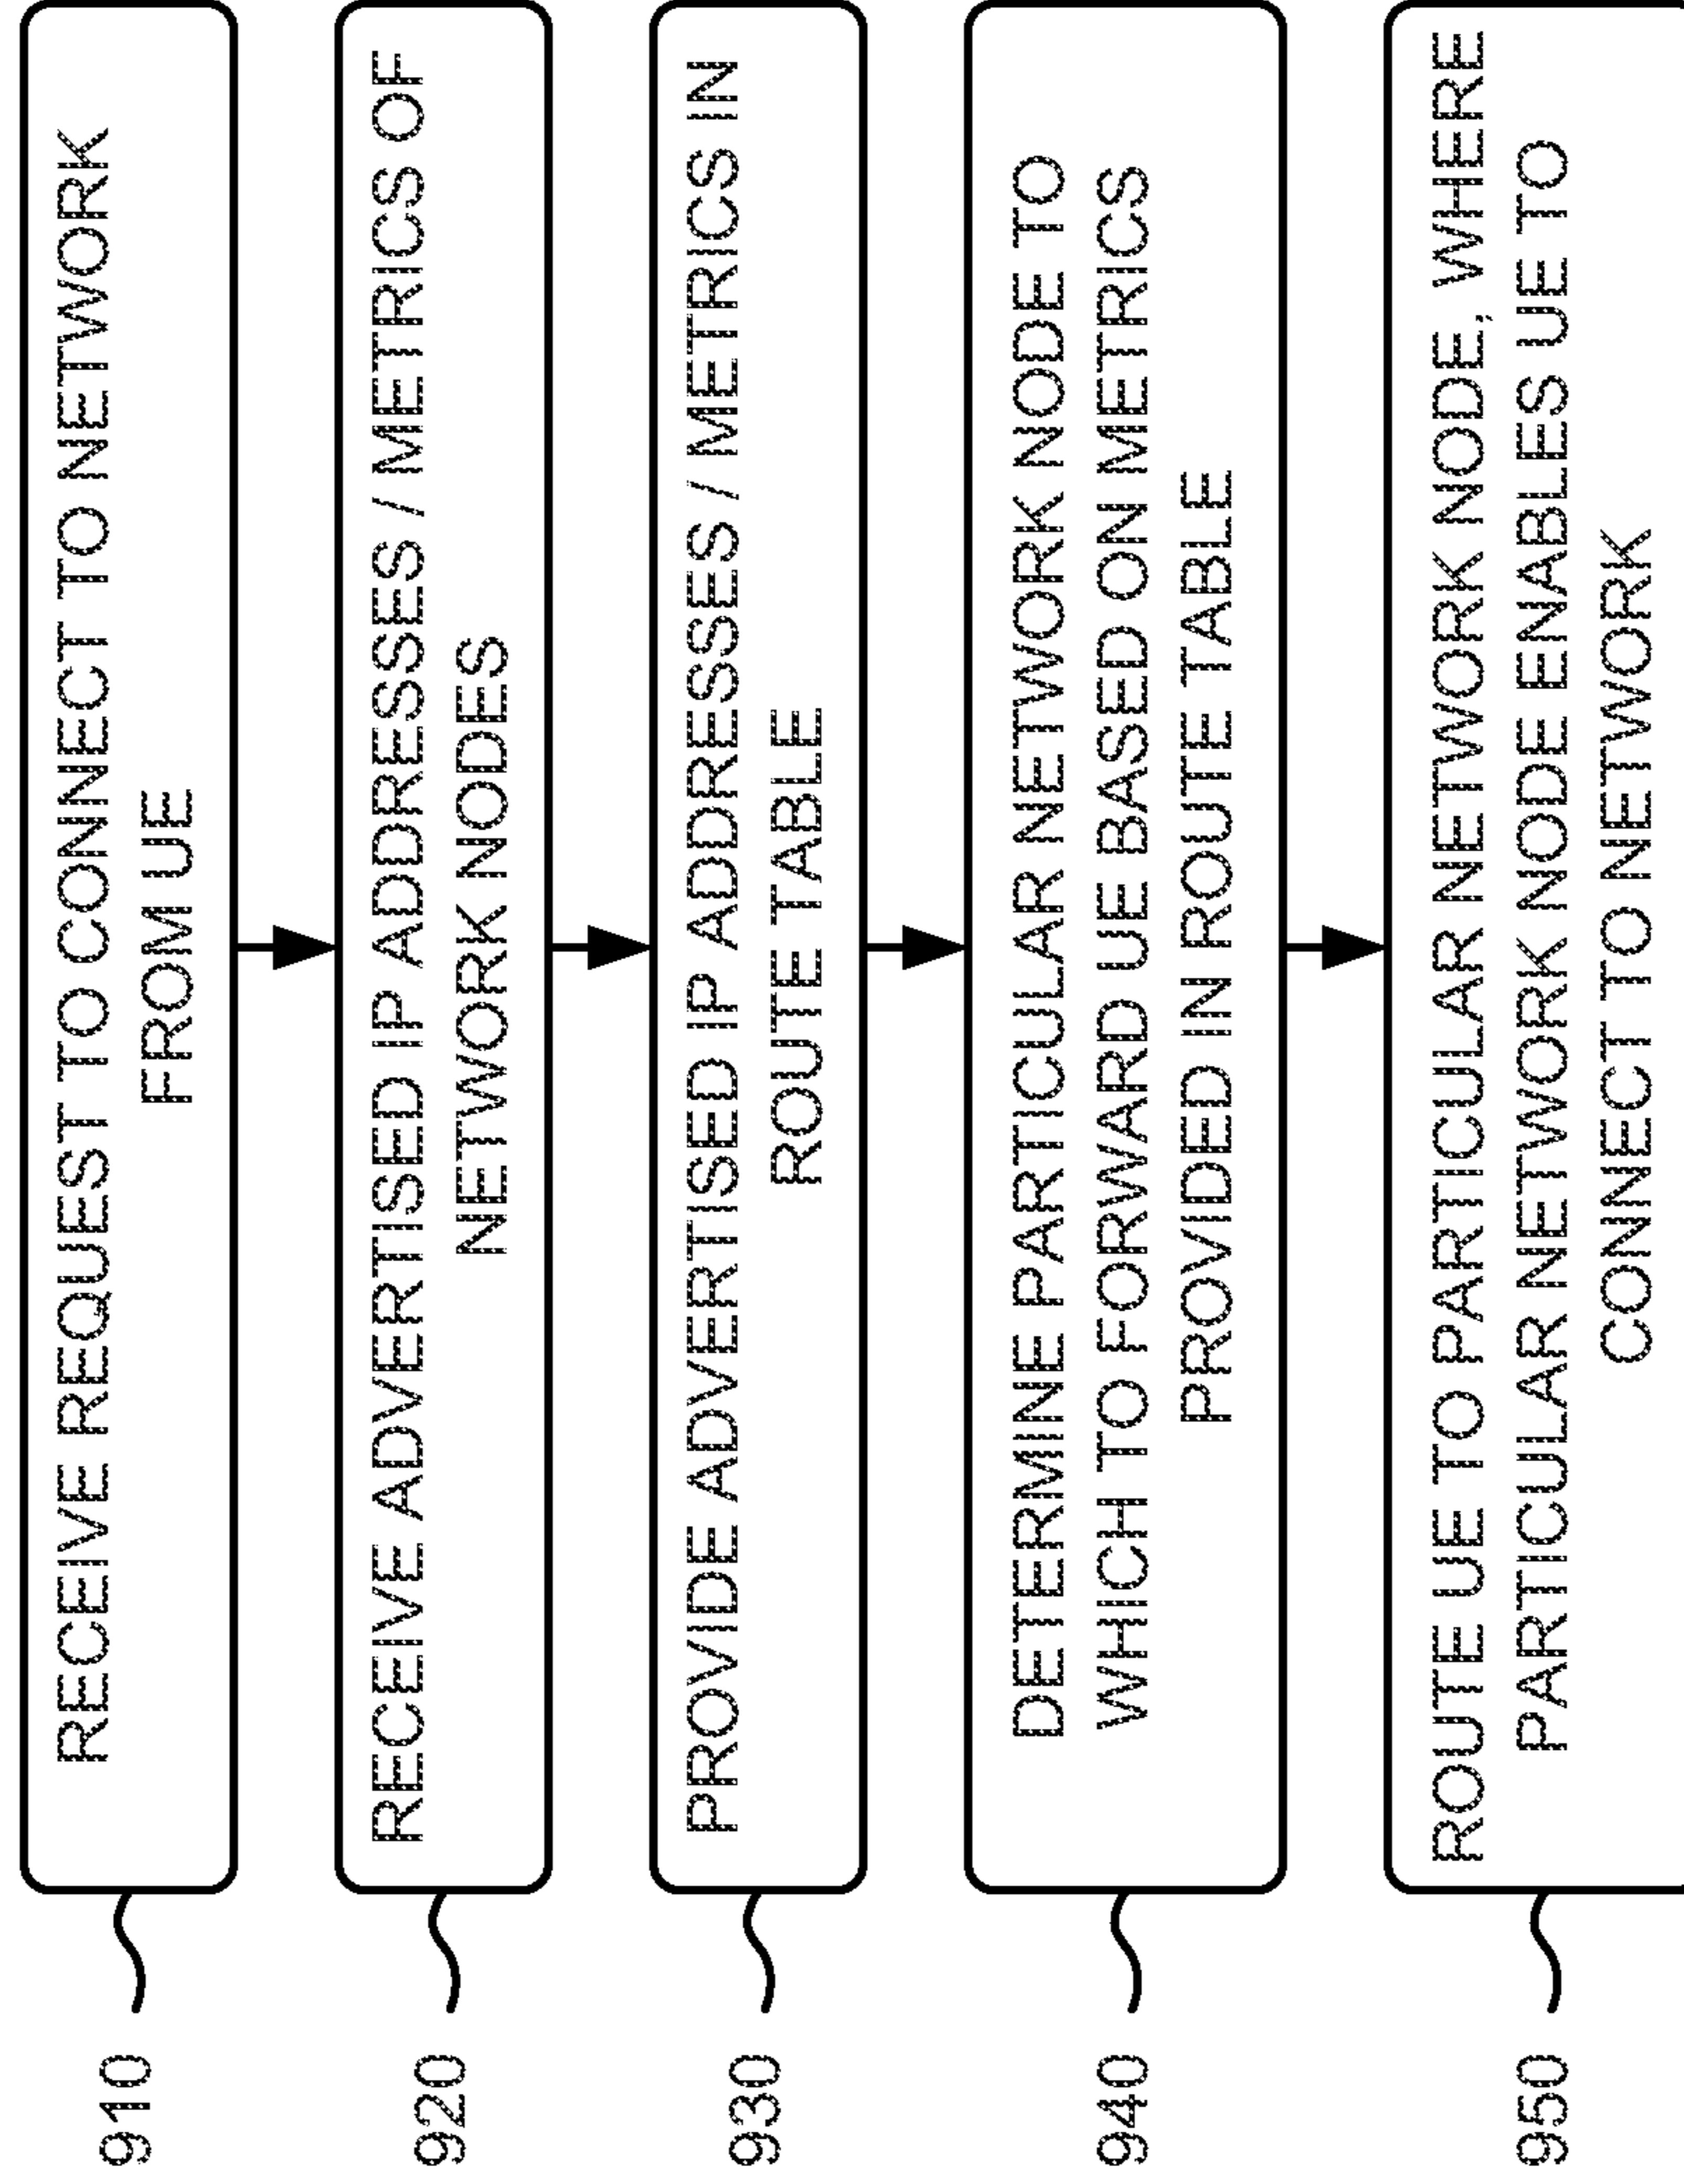 910
RECEIVE REQUEST TO CONNECT TO NETWORK
FROM UE
920
RECEIVE ADVERTISED IP ADDRESSES / METRICS OF
NETWORK NODES
930
PROVIDE ADVERTISED IP ADDRESSES / METRICS IN
ROUTE TABLE
940
DETERMINE PARTICULAR NETWORK NODE TO
WHICH TO FORWARD UE BASED ON METRICS
PROVIDED IN ROUTE TABLE
950
ROUTE UE TO PARTICULAR NETWORK NODE, WHERE
PARTICULAR NETWORK NODE ENABLES UE TO
CONNECT TO NETWORK